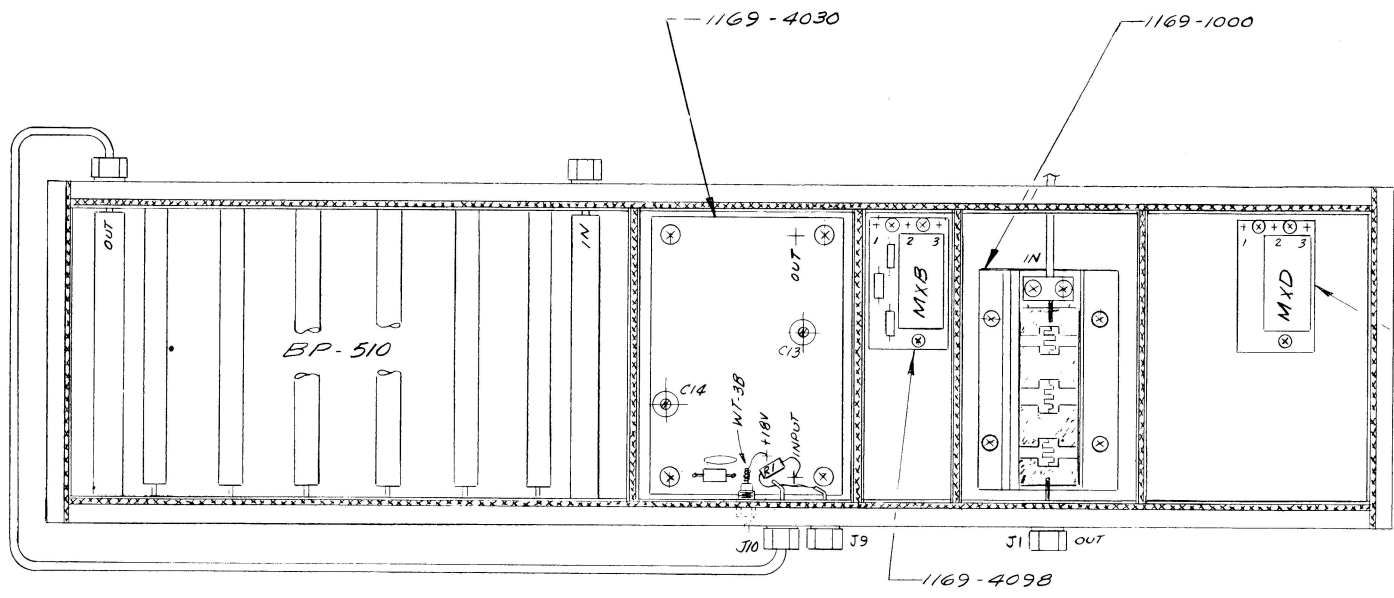 1169-4030
1169-1000
OUT
IN
BP-510
OUT
C13
C14
WT-3B
+18V
R1
INPUT
1 2 3
MXB
IN
1 2 3
MXD
J10
J9
J1 OUT
1169-4098